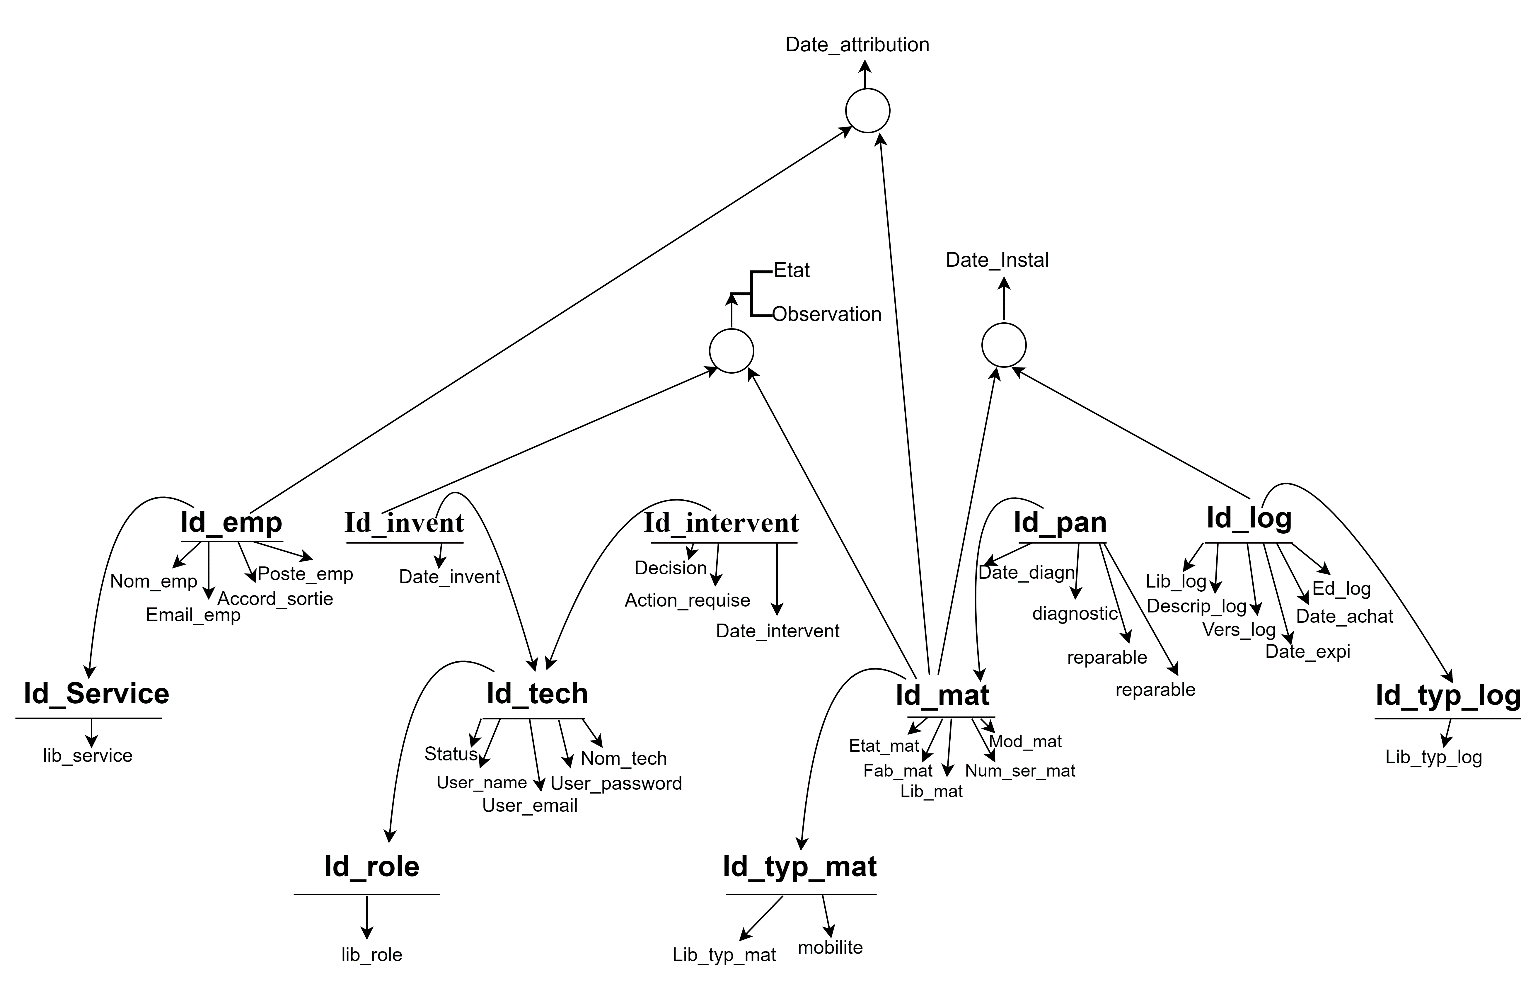 Date_attribution
Date_Instal
Etat
Observation
Id_emp
Id_invent
Id_intervent
Id_pan
Id_log
Nom_emp
Poste_emp
Accord_sortie
Email_emp
Date_invent
Decision
Action_requise
Date_intervent
Date_diagn
diagnostic
reparable
reparable
Lib_log
Ed_log
Descrip_log
Date_achat
Vers_log
Date_expi
Id_Service
Id_tech
Id_mat
Id_typ_log
lib_service
Status
Nom_tech
User_name
User_password
User_email
Etat_mat
Mod_mat
Fab_mat
Num_ser_mat
Lib_mat
Lib_typ_log
Id_role
Id_typ_mat
lib_role
Lib_typ_mat
mobilite